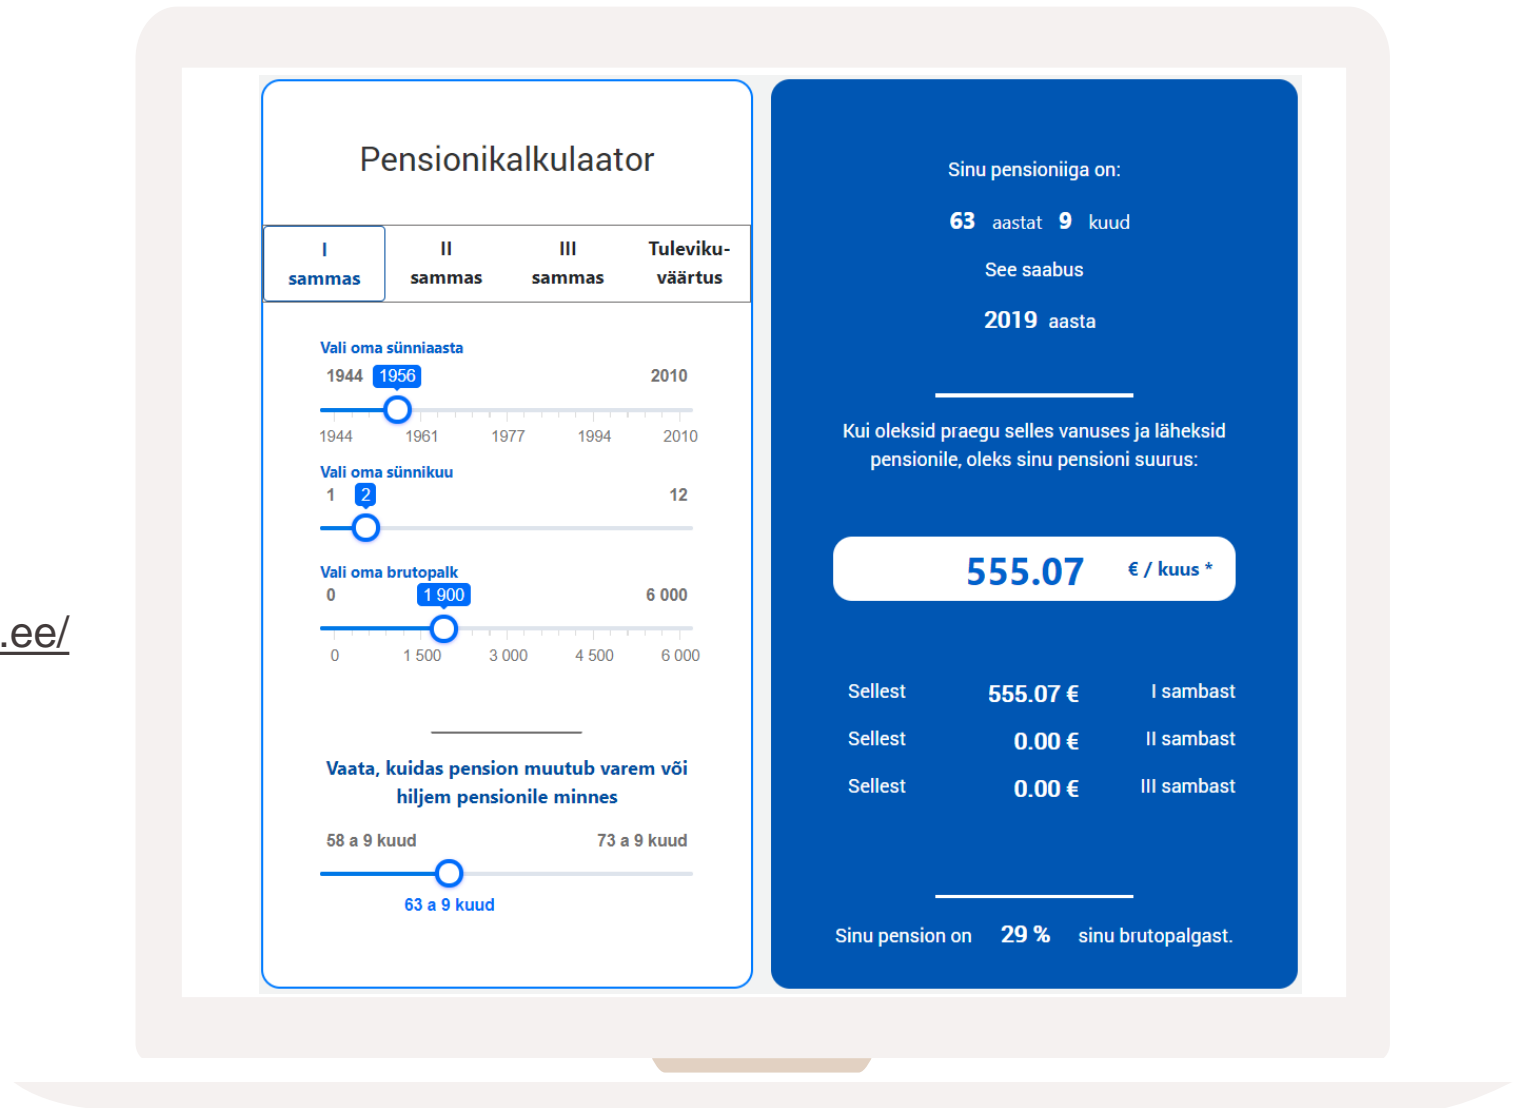 .ee/
Pensionikalkulaator
I sammas
II sammas
III sammas
Tuleviku-väärtus
Vali oma sünniaasta
1944 1956 2010
1944 1961 1977 1994 2010
Vali oma sünnikuu
1 2 12
Vali oma brutopalk
0 1 900 6 000
0 1 500 3 000 4 500 6 000
Vaata, kuidas pension muutub varem või
hiljem pensionile minnes
58 a 9 kuud 73 a 9 kuud
63 a 9 kuud
Sinu pensioniiga on:
63 aastat 9 kuud
See saabus
2019 aasta
Kui oleksid praegu selles vanuses ja läheksid
pensionile, oleks sinu pensioni suurus:
555.07 € / kuus *
Sellest 555.07 € I sambast
Sellest 0.00 € II sambast
Sellest 0.00 € III sambast
Sinu pension on 29 % sinu brutopalgast.